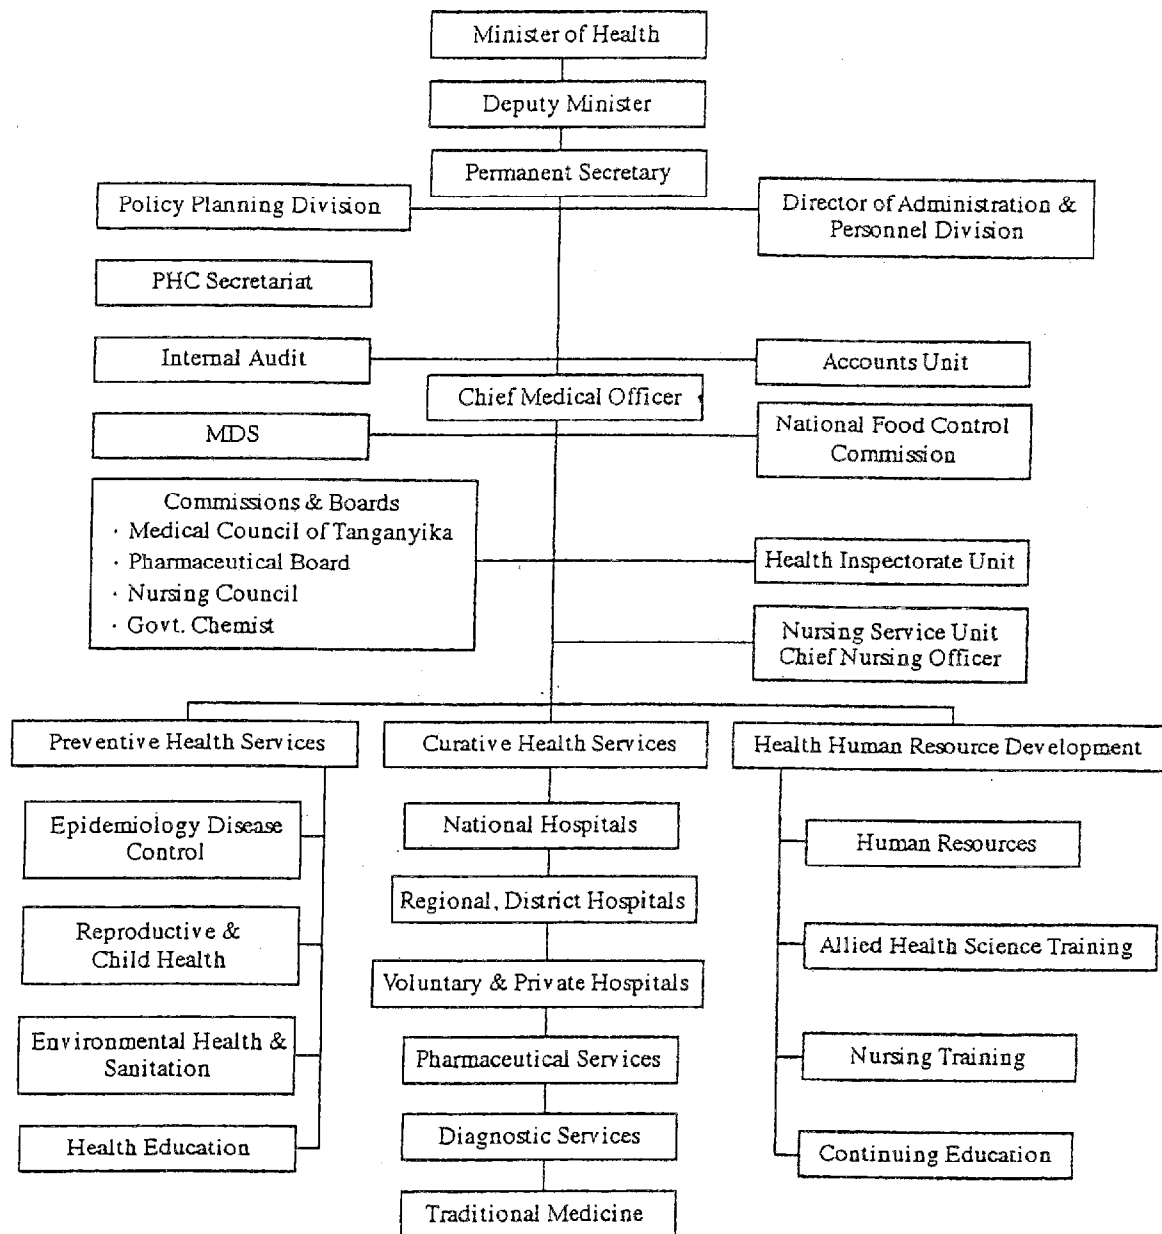 Minister of Health
Deputy Minister
Permanent Secretary
Policy Planning Division
Director of Administration &
Personnel Division
PHC Secretariat
Internal Audit
Accounts Unit
Chief Medical Officer
MDS
National Food Control
Commission
Commissions & Boards
· Medical Council of Tanganyika
· Pharmaceutical Board
· Nursing Council
· Govt. Chemist
Health Inspectorate Unit
Nursing Service Unit
Chief Nursing Officer
Preventive Health Services
Curative Health Services
Health Human Resource Development
Epidemiology Disease
Control
Reproductive &
Child Health
Environmental Health &
Sanitation
Health Education
National Hospitals
Regional, District Hospitals
Voluntary & Private Hospitals
Pharmaceutical Services
Diagnostic Services
Traditional Medicine
Human Resources
Allied Health Science Training
Nursing Training
Continuing Education